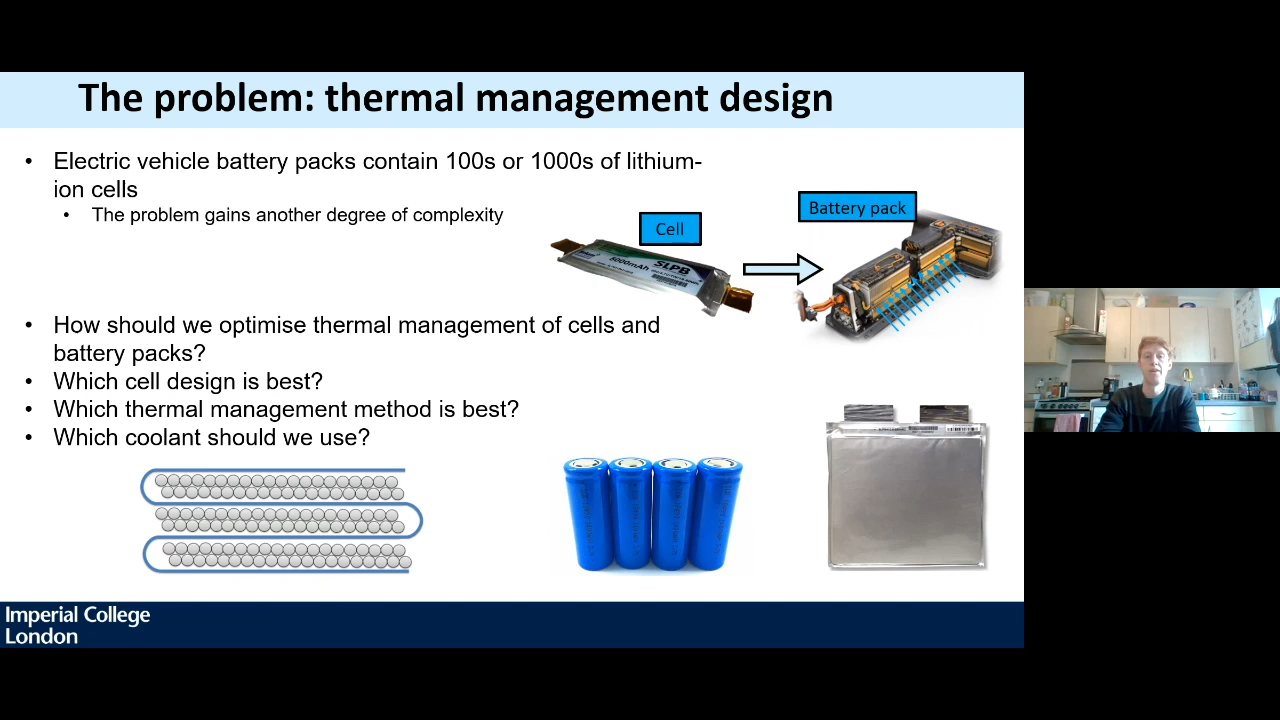 The problem: thermal management design
• Electric vehicle battery packs contain 100s or 1000s of lithium-
ion cells
• The problem gains another degree of complexity
Cell
Battery pack
6000mAh
SLPB
• How should we optimise thermal management of cells and
battery packs?
• Which cell design is best?
• Which thermal management method is best?
• Which coolant should we use?
Imperial College
London